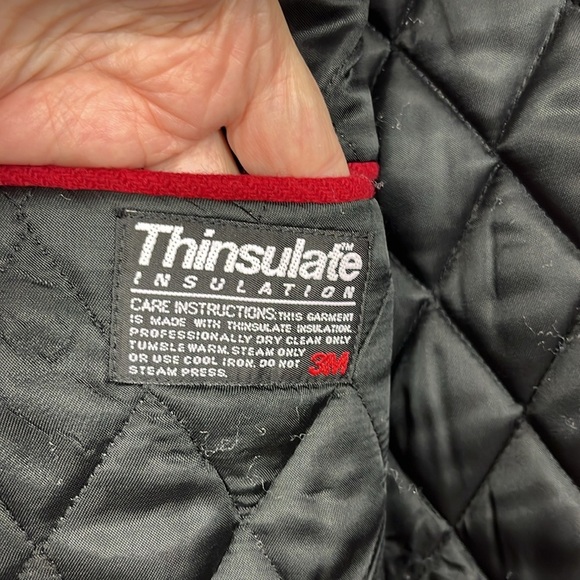 Thinsulate™
INSULATION
CARE INSTRUCTIONS:THIS GARMENT
IS MADE WITH THINSULATE INSULATION.
PROFESSIONALLY DRY CLEAN ONLY
TUMBLE WARM. STEAM ONLY
OR USE COOL IRON. DO NOT
STEAM PRESS.
3M